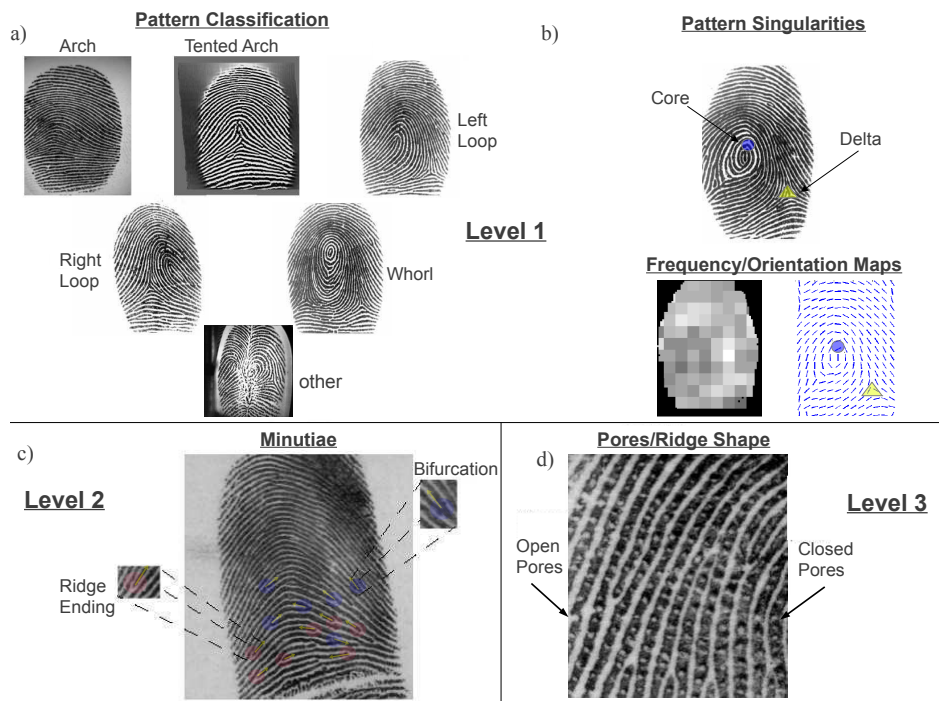 Pattern Classification
a)
Arch
Tented Arch
Left
Loop
Right
Loop
Whorl
other
Level 1
b)
Pattern Singularities
Core
Delta
Frequency/Orientation Maps
c)
Minutiae
Level 2
Bifurcation
Ridge
Ending
Pores/Ridge Shape
d)
Level 3
Open
Pores
Closed
Pores